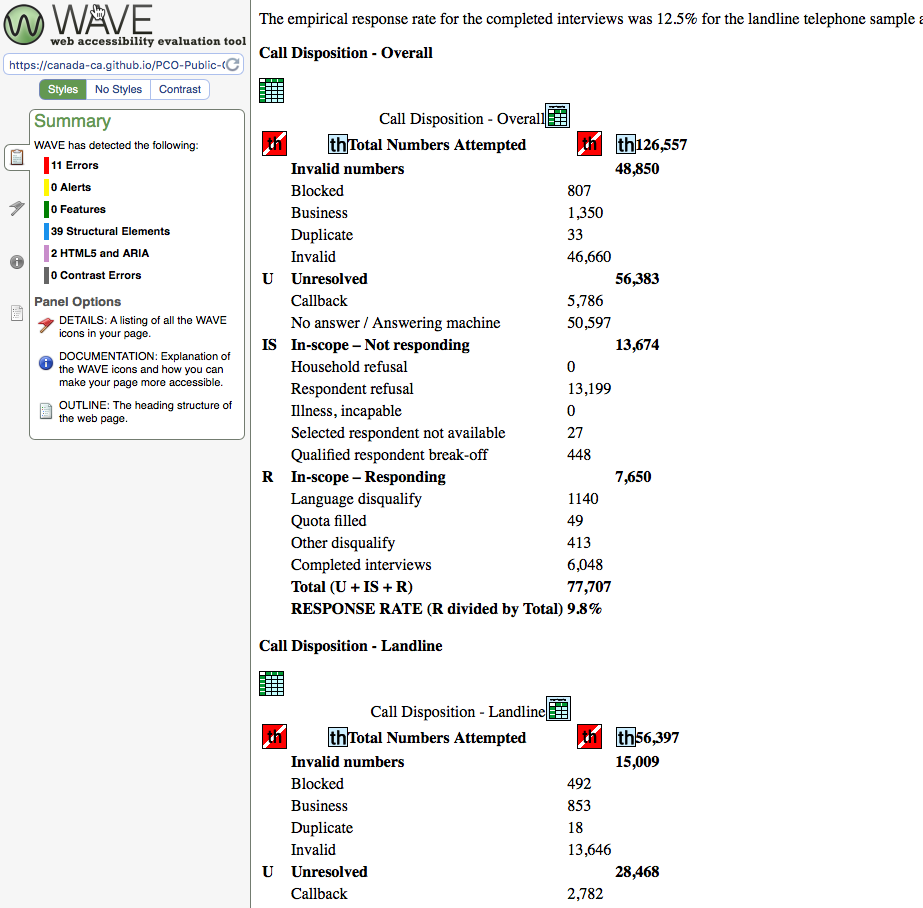 WAVE
web accessibility evaluation tool
https://canada-ca.github.io/PCO-Public-
Styles No Styles Contrast
Summary
WAVE has detected the following:
11 Errors
0 Alerts
0 Features
39 Structural Elements
2 HTML5 and ARIA
0 Contrast Errors
Panel Options
DETAILS: A listing of all the WAVE
icons in your page.
DOCUMENTATION: Explanation of
the WAVE icons and how you can
make your page more accessible.
OUTLINE: The heading structure of
the web page.
The empirical response rate for the completed interviews was 12.5% for the landline telephone sample a
Call Disposition - Overall
Call Disposition - Overall
th th Total Numbers Attempted th th 126,557
Invalid numbers 48,850
Blocked 807
Business 1,350
Duplicate 33
Invalid 46,660
U Unresolved 56,383
Callback 5,786
No answer / Answering machine 50,597
IS In-scope – Not responding 13,674
Household refusal 0
Respondent refusal 13,199
Illness, incapable 0
Selected respondent not available 27
Qualified respondent break-off 448
R In-scope – Responding 7,650
Language disqualify 1140
Quota filled 49
Other disqualify 413
Completed interviews 6,048
Total (U + IS + R) 77,707
RESPONSE RATE (R divided by Total) 9.8%
Call Disposition - Landline
Call Disposition - Landline
th th Total Numbers Attempted th th 56,397
Invalid numbers 15,009
Blocked 492
Business 853
Duplicate 18
Invalid 13,646
U Unresolved 28,468
Callback 2,782